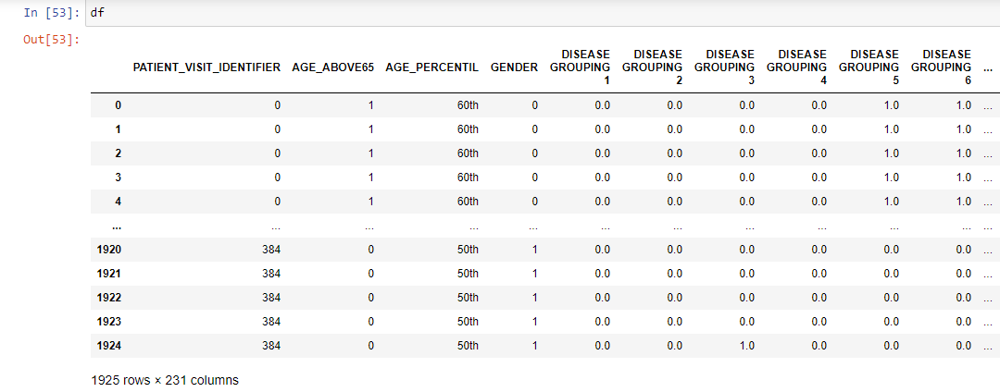 In [53]: df
Out[53]:
DISEASE DISEASE DISEASE DISEASE DISEASE DISEASE
PATIENT_VISIT_IDENTIFIER AGE_ABOVE65 AGE_PERCENTIL GENDER GROUPING GROUPING GROUPING GROUPING GROUPING GROUPING ...
1 2 3 4 5 6
0 0 1 60th 0 0.0 0.0 0.0 0.0 1.0 1.0 ...
1 0 1 60th 0 0.0 0.0 0.0 0.0 1.0 1.0 ...
2 0 1 60th 0 0.0 0.0 0.0 0.0 1.0 1.0 ...
3 0 1 60th 0 0.0 0.0 0.0 0.0 1.0 1.0 ...
4 0 1 60th 0 0.0 0.0 0.0 0.0 1.0 1.0 ...
... ... ... ... ... ... ... ... ... ... ... ...
1920 384 0 50th 1 0.0 0.0 0.0 0.0 0.0 0.0 ...
1921 384 0 50th 1 0.0 0.0 0.0 0.0 0.0 0.0 ...
1922 384 0 50th 1 0.0 0.0 0.0 0.0 0.0 0.0 ...
1923 384 0 50th 1 0.0 0.0 0.0 0.0 0.0 0.0 ...
1924 384 0 50th 1 0.0 0.0 1.0 0.0 0.0 0.0 ...
1925 rows × 231 columns